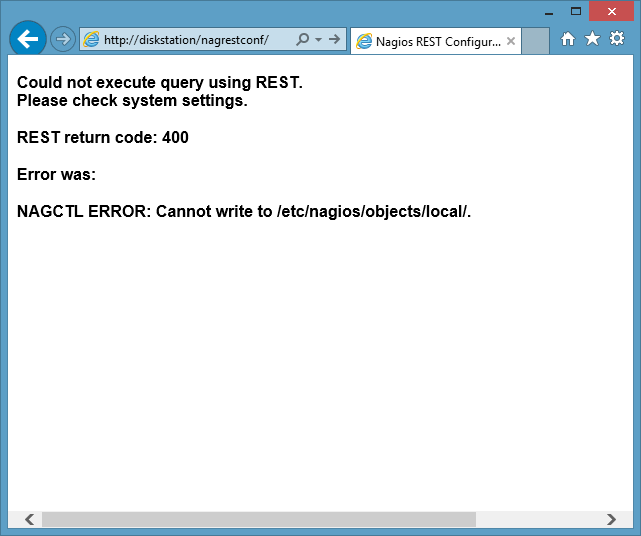 http://diskstation/nagrestconf/
Nagios REST Configur...
Could not execute query using REST.
Please check system settings.
REST return code: 400
Error was:
NAGCTL ERROR: Cannot write to /etc/nagios/objects/local/.